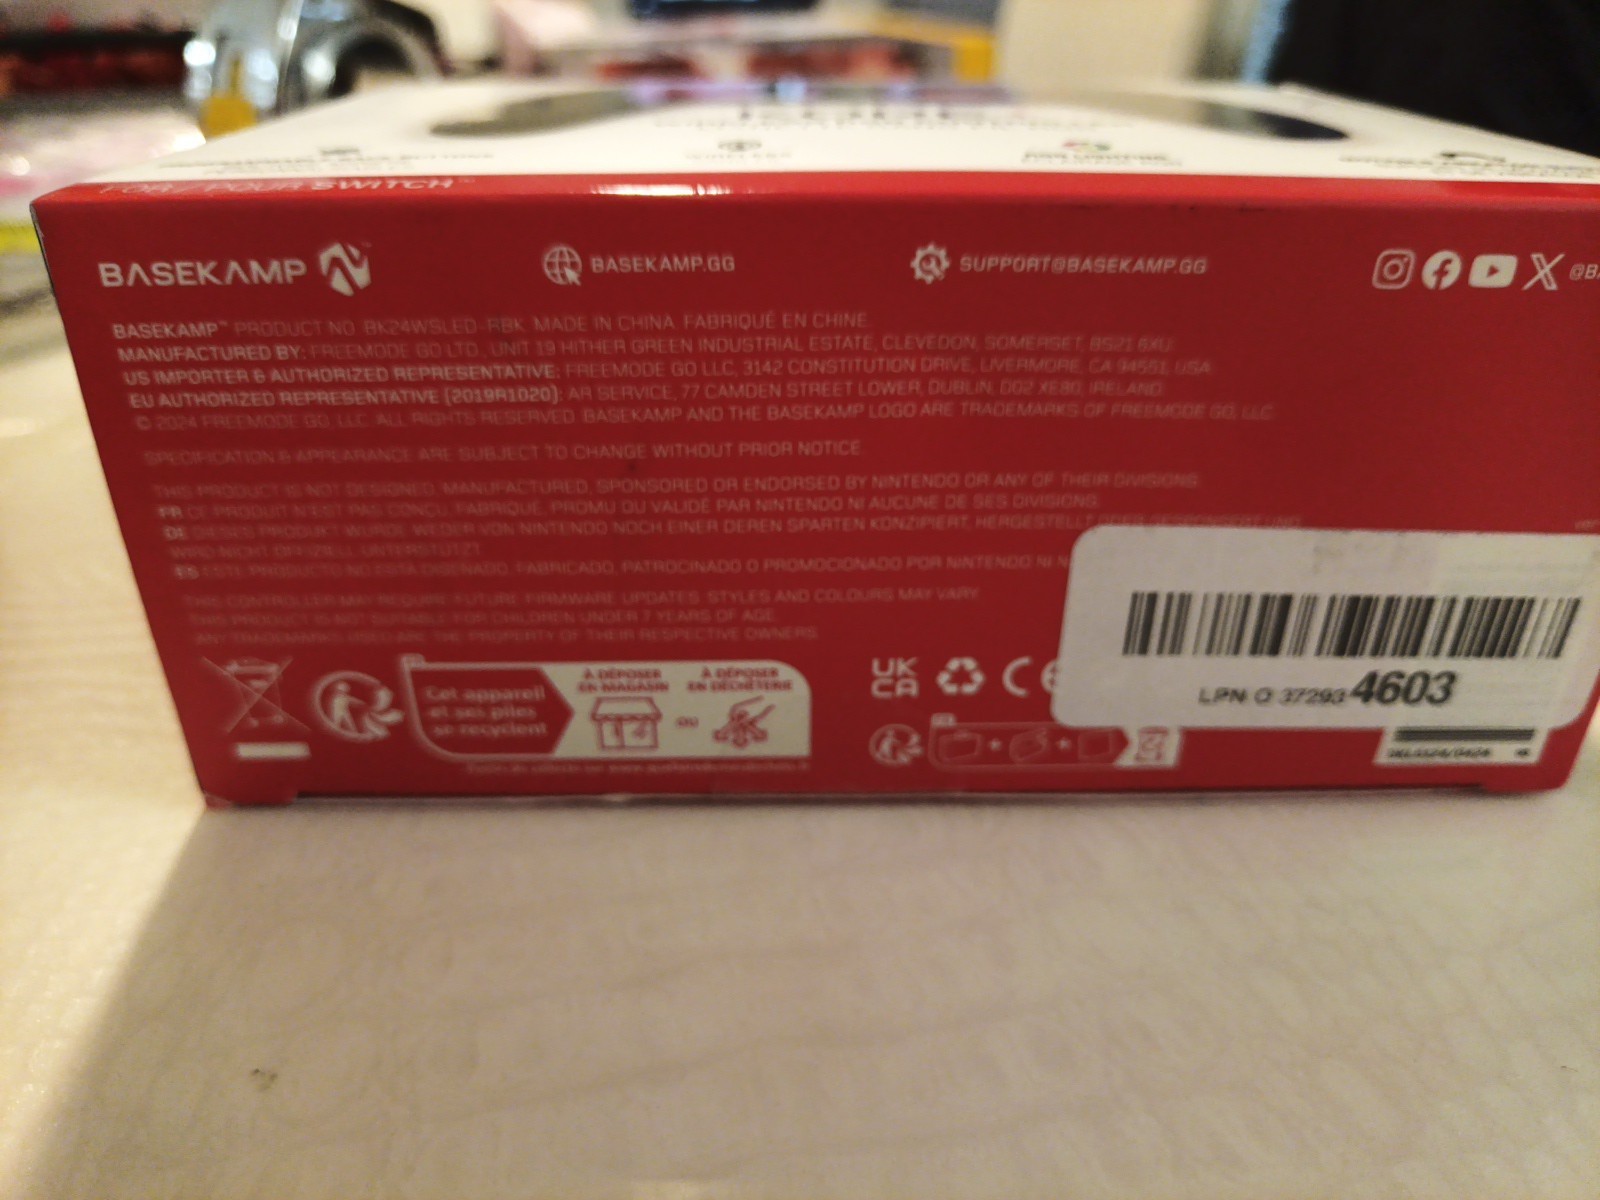 WIRELESS
FOR / POUR SWITCH™
BASEKAMP™
BASEKAMP.GG
SUPPORT@BASEKAMP.GG
@BA
BASEKAMP™ PRODUCT NO. BK24WSLED-RBK. MADE IN CHINA. FABRIQUÉ EN CHINE.
MANUFACTURED BY: FREEMODE GO LTD., UNIT 19 HITHER GREEN INDUSTRIAL ESTATE, CLEVEDON, SOMERSET, BS21 6XU.
US IMPORTER & AUTHORIZED REPRESENTATIVE: FREEMODE GO LLC, 3142 CONSTITUTION DRIVE, LIVERMORE, CA 94551, USA.
EU AUTHORIZED REPRESENTATIVE (2019R1020): AR SERVICE, 77 CAMDEN STREET LOWER, DUBLIN, D02 XE80, IRELAND.
© 2024 FREEMODE GO, LLC. ALL RIGHTS RESERVED. BASEKAMP AND THE BASEKAMP LOGO ARE TRADEMARKS OF FREEMODE GO, LLC.
SPECIFICATION & APPEARANCE ARE SUBJECT TO CHANGE WITHOUT PRIOR NOTICE.
THIS PRODUCT IS NOT DESIGNED, MANUFACTURED, SPONSORED OR ENDORSED BY NINTENDO OR ANY OF THEIR DIVISIONS.
FR CE PRODUIT N'EST PAS CONÇU, FABRIQUÉ, PROMU OU VALIDÉ PAR NINTENDO NI AUCUNE DE SES DIVISIONS.
DE DIESES PRODUKT WURDE WEDER VON NINTENDO NOCH EINER DEREN SPARTEN KONZIPIERT, HERGESTELLT
WIRD NICHT OFFIZIELL UNTERSTÜTZT.
ES ESTE PRODUCTO NO ESTÁ DISEÑADO, FABRICADO, PATROCINADO O PROMOCIONADO POR NINTENDO NI N
THIS CONTROLLER MAY REQUIRE FUTURE FIRMWARE UPDATES. STYLES AND COLOURS MAY VARY.
THIS PRODUCT IS NOT SUITABLE FOR CHILDREN UNDER 7 YEARS OF AGE.
ANY TRADEMARKS USED ARE THE PROPERTY OF THEIR RESPECTIVE OWNERS.
FR
Cet appareil
et ses piles
se recyclent
À DÉPOSER
EN MAGASIN
OU
À DÉPOSER
EN DÉCHÈTERIE
UK
CA
CE
LPN Q 37293 4603